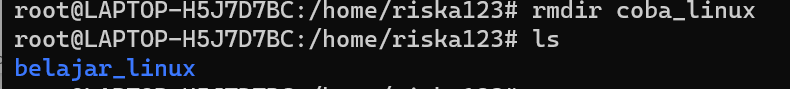 root@LAPTOP-H5J7D7BC:/home/riska123# rmdir coba_linux
root@LAPTOP-H5J7D7BC:/home/riska123# ls
belajar_linux